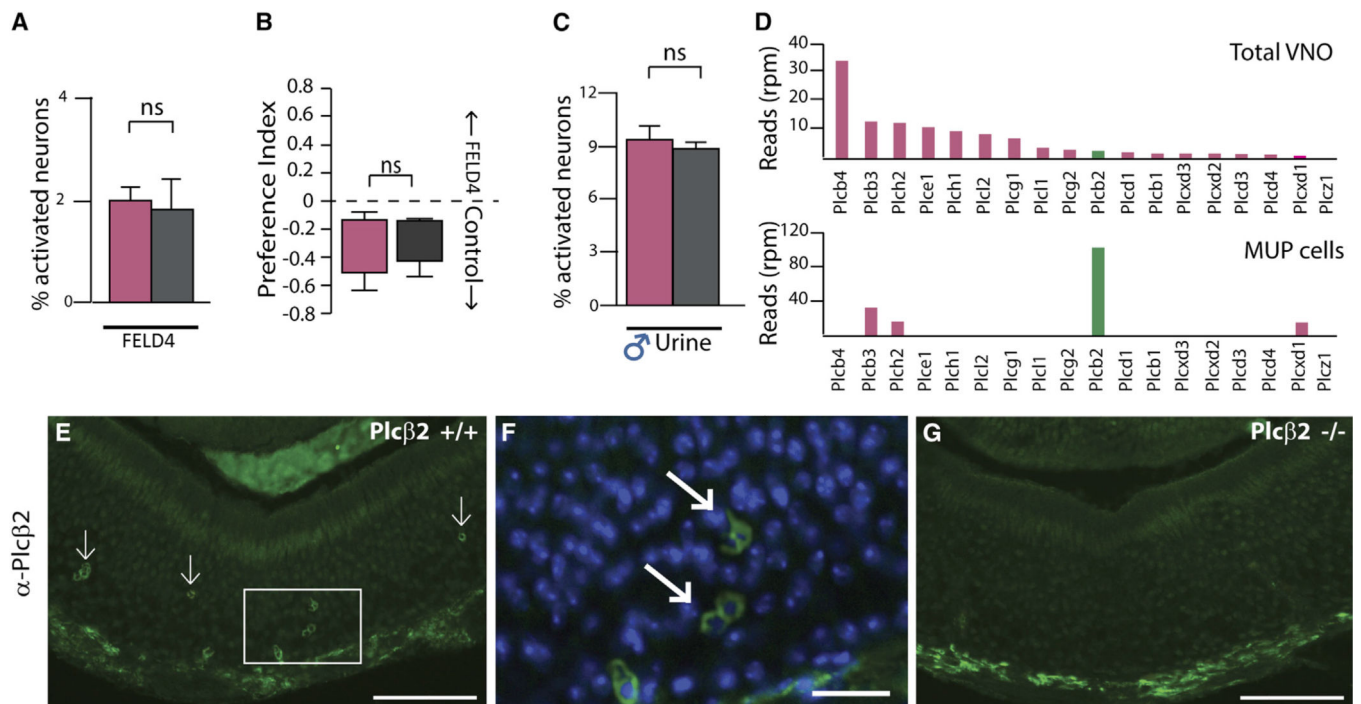 A
4
2
0
% activated neurons
ns
FELD4
B
0.8
0.6
0.4
0.2
0
-0.2
-0.4
-0.6
-0.8
Preference Index
ns
← FELD4
Control →
C
12
9
6
3
0
% activated neurons
ns
♂ Urine
D
40
30
20
10
Reads (rpm)
Total VNO
Plcb4
Plcb3
Plch2
Plce1
Plch1
Plcl2
Plcg1
Plcl1
Plcg2
Plcb2
Plcd1
Plcb1
Plcxd3
Plcxd2
Plcd3
Plcd4
Plcxd1
Plcz1
120
80
40
Reads (rpm)
MUP cells
Plcb4
Plcb3
Plch2
Plce1
Plch1
Plcl2
Plcg1
Plcl1
Plcg2
Plcb2
Plcd1
Plcb1
Plcxd3
Plcxd2
Plcd3
Plcd4
Plcxd1
Plcz1
α-Plcβ2
E
Plcβ2 +/+
F
G
Plcβ2 -/-